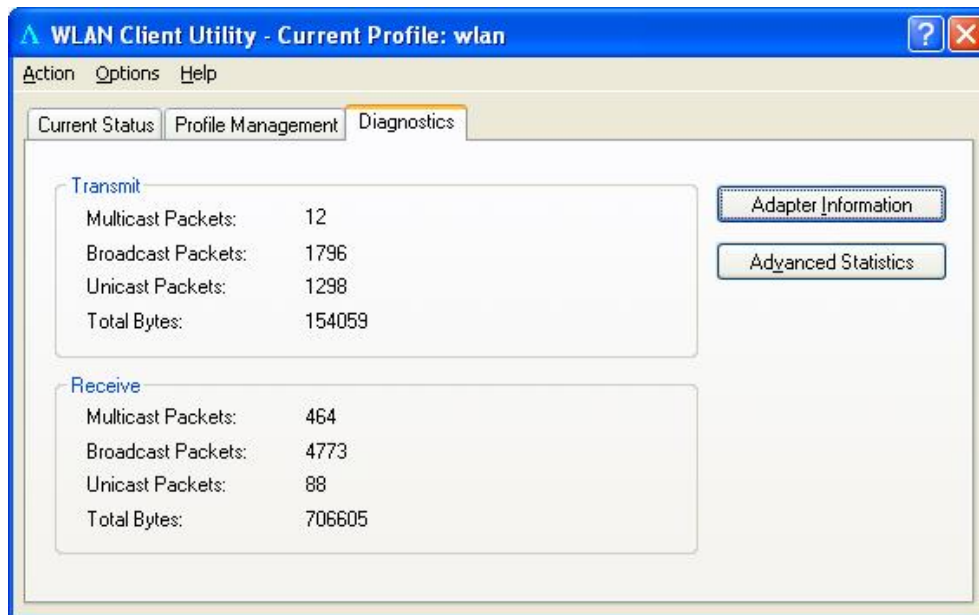 WLAN Client Utility - Current Profile: wlan
Action Options Help
Current Status Profile Management Diagnostics
Transmit
Multicast Packets: 12
Broadcast Packets: 1796
Unicast Packets: 1298
Total Bytes: 154059
Adapter Information
Advanced Statistics
Receive
Multicast Packets: 464
Broadcast Packets: 4773
Unicast Packets: 88
Total Bytes: 706605